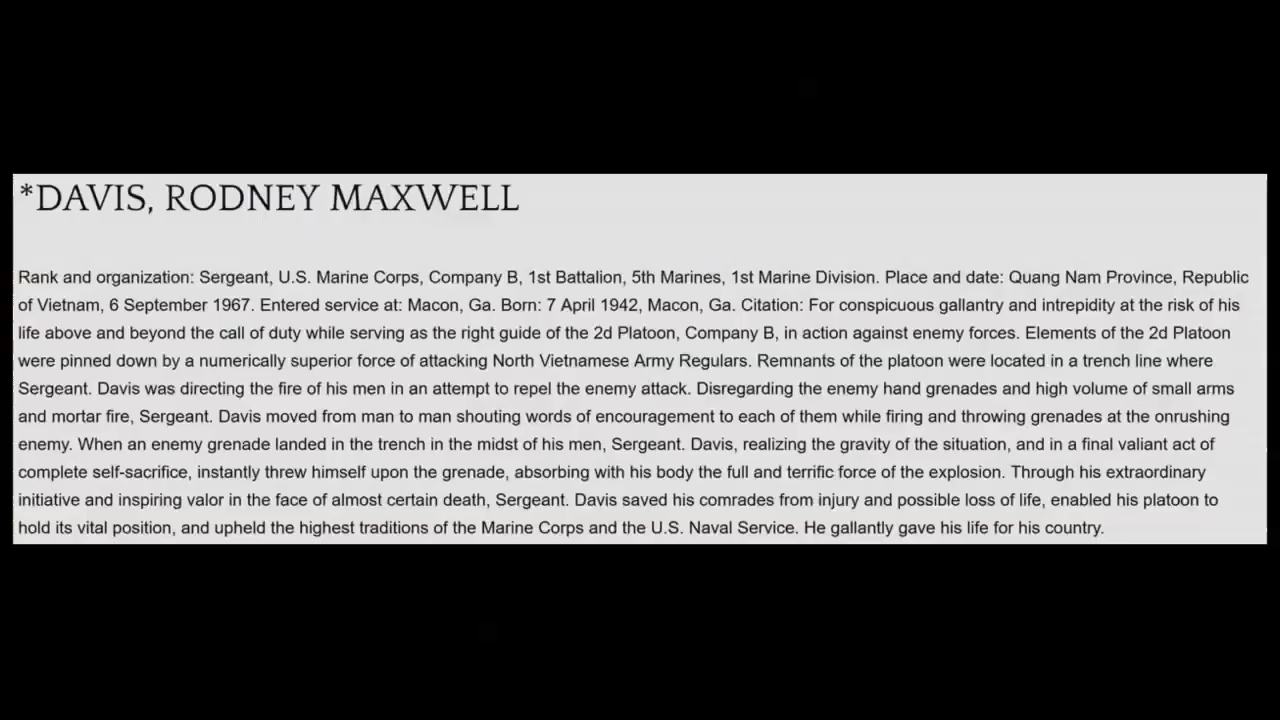 *DAVIS, RODNEY MAXWELL
Rank and organization: Sergeant, U.S. Marine Corps, Company B, 1st Battalion, 5th Marines, 1st Marine Division. Place and date: Quang Nam Province, Republic
of Vietnam, 6 September 1967. Entered service at: Macon, Ga. Born: 7 April 1942, Macon, Ga. Citation: For conspicuous gallantry and intrepidity at the risk of his
life above and beyond the call of duty while serving as the right guide of the 2d Platoon, Company B, in action against enemy forces. Elements of the 2d Platoon
were pinned down by a numerically superior force of attacking North Vietnamese Army Regulars. Remnants of the platoon were located in a trench line where
Sergeant. Davis was directing the fire of his men in an attempt to repel the enemy attack. Disregarding the enemy hand grenades and high volume of small arms
and mortar fire, Sergeant. Davis moved from man to man shouting words of encouragement to each of them while firing and throwing grenades at the onrushing
enemy. When an enemy grenade landed in the trench in the midst of his men, Sergeant. Davis, realizing the gravity of the situation, and in a final valiant act of
complete self-sacrifice, instantly threw himself upon the grenade, absorbing with his body the full and terrific force of the explosion. Through his extraordinary
initiative and inspiring valor in the face of almost certain death, Sergeant. Davis saved his comrades from injury and possible loss of life, enabled his platoon to
hold its vital position, and upheld the highest traditions of the Marine Corps and the U.S. Naval Service. He gallantly gave his life for his country.